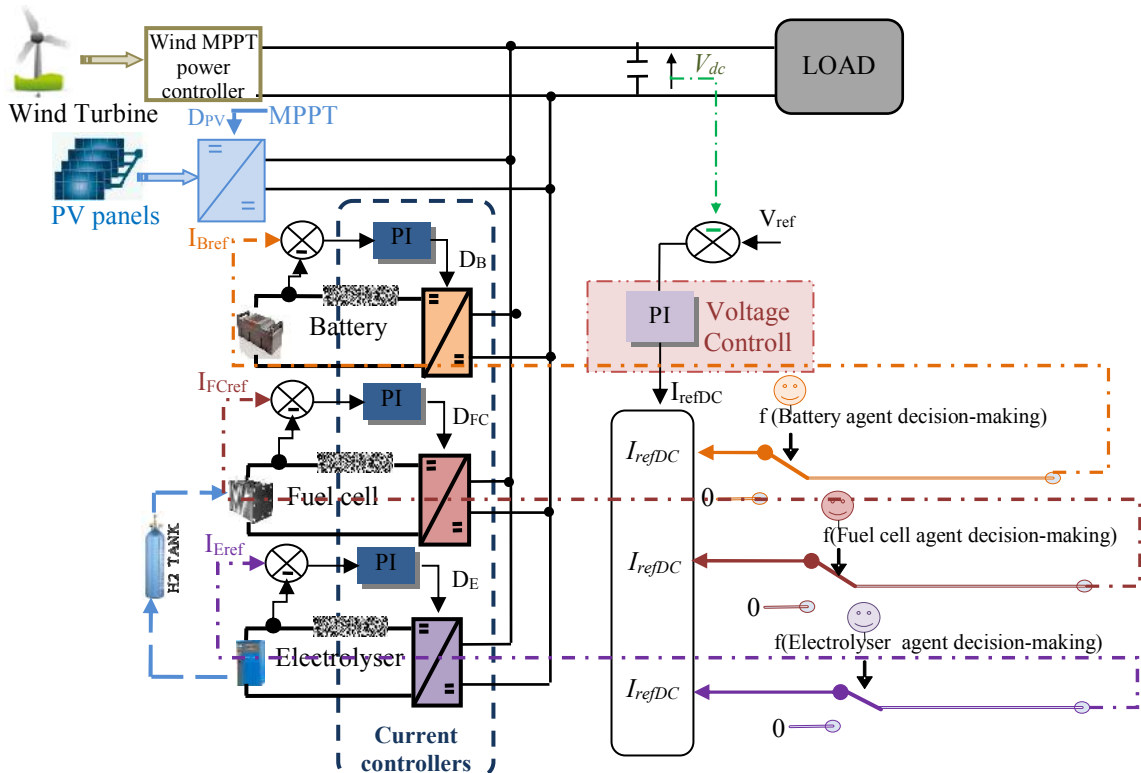 Wind MPPT
power
controller
LOAD
V_dc
Wind Turbine
D_PV
MPPT
PV panels
V_ref
I_Bref
PI
D_B
Battery
PI
Voltage
Controll
I_refDC
I_FCref
PI
D_FC
Fuel cell
f (Battery agent decision-making)
I_refDC
0
f(Fuel cell agent decision-making)
H2 TANK
I_Eref
PI
D_E
Electrolyser
I_refDC
0
f(Electrolyser agent decision-making)
I_refDC
0
Current
controllers